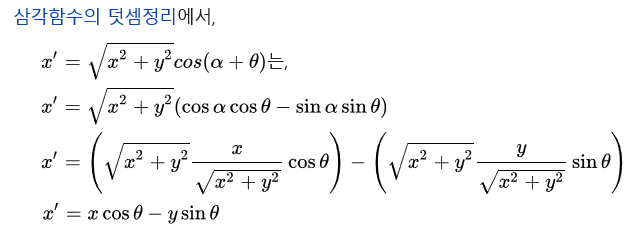 삼각함수의 덧셈정리에서,
x′ = √(x² + y²)cos(α + θ)는,
x′ = √(x² + y²)(cos α cos θ − sin α sin θ)
x′ = (√(x² + y²) x/√(x² + y²) cos θ) − (√(x² + y²) y/√(x² + y²) sin θ)
x′ = x cos θ − y sin θ